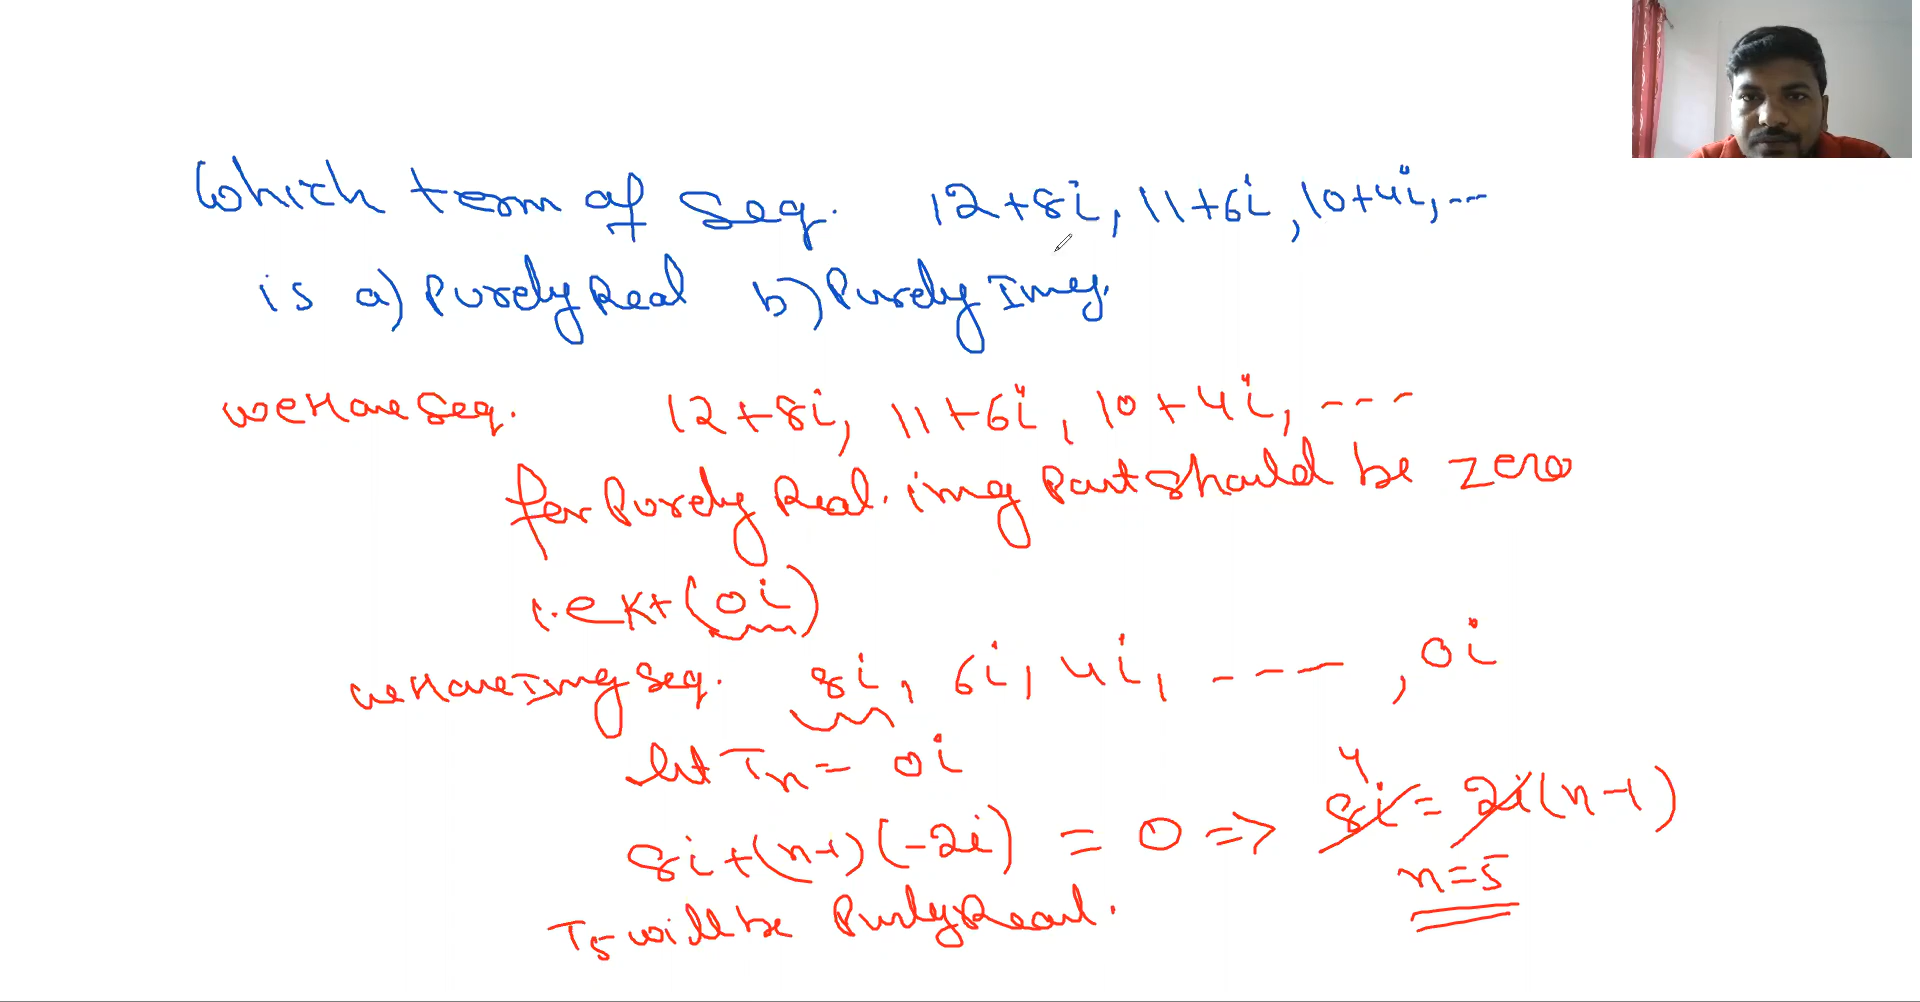 Which term of Seq. 12+8i, 11+6i, 10+4i, ---
is a) Purely Real b) Purely Img.
we Have Seq. 12+8i, 11+6i, 10+4i, ---
for Purely Real. img Part should be zero
i.e K+(0i)
we Have Img Seq. 8i, 6i, 4i, ----, 0i
let Tn = 0i
8i+(n-1)(-2i) = 0 => 8i = 2i(n-1)
4
n=5
T5 will be Purly Real.